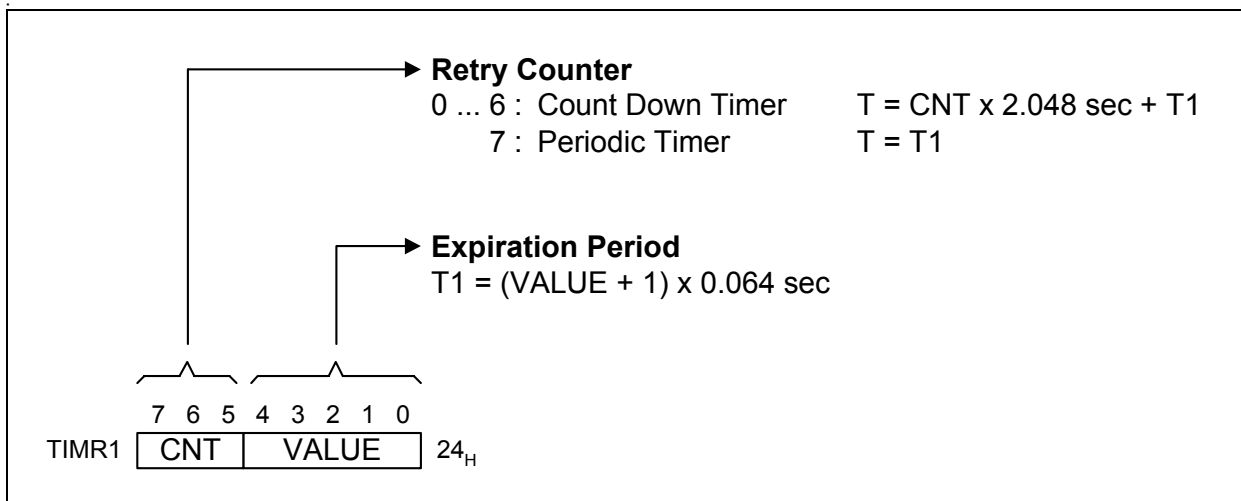 .
Retry Counter
0 ... 6 : Count Down Timer T = CNT x 2.048 sec + T1
7 : Periodic Timer T = T1
Expiration Period
T1 = (VALUE + 1) x 0.064 sec
7 6 5 4 3 2 1 0
TIMR1 CNT VALUE 24H